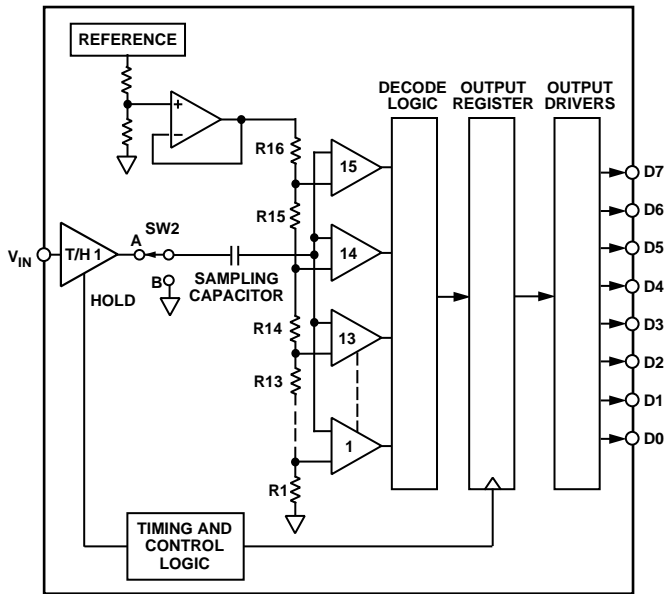 REFERENCE
+
−
R16
R15
R14
R13
R1
15
14
13
1
DECODE
LOGIC
OUTPUT
REGISTER
OUTPUT
DRIVERS
D7
D6
D5
D4
D3
D2
D1
D0
VIN
T/H 1
A
SW2
B
HOLD
SAMPLING
CAPACITOR
TIMING AND
CONTROL
LOGIC